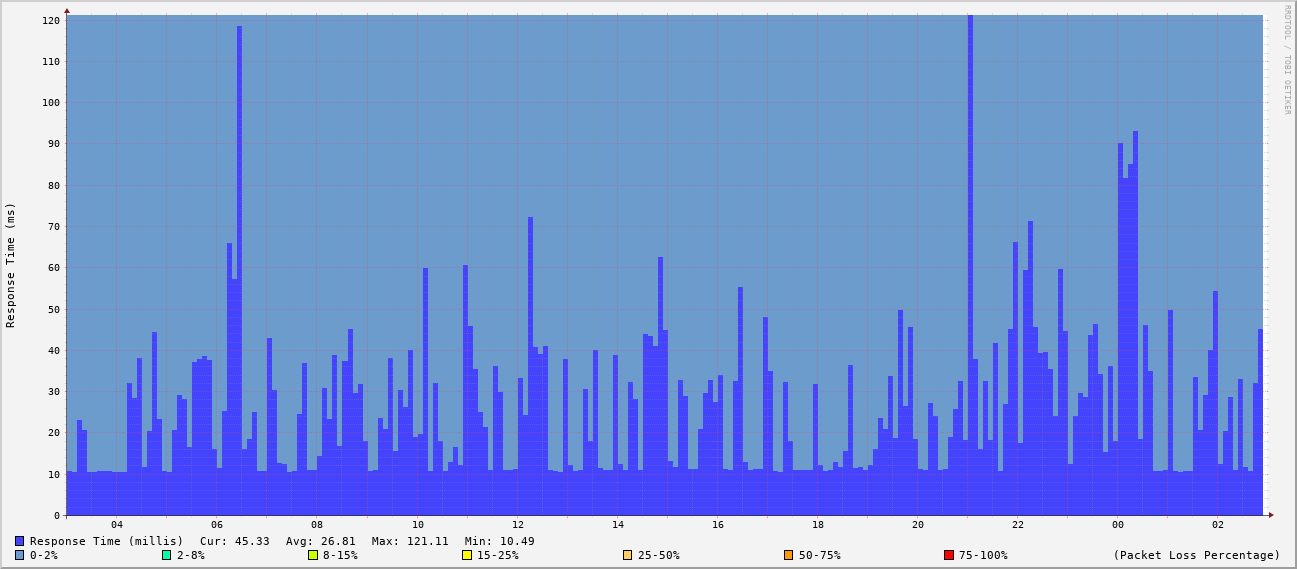 RRDTOOL / TOBI OETIKER
Response Time (ms)
120
110
100
90
80
70
60
50
40
30
20
10
0
04 06 08 10 12 14 16 18 20 22 00 02
Response Time (millis) Cur: 45.33 Avg: 26.81 Max: 121.11 Min: 10.49
0-2% 2-8% 8-15% 15-25% 25-50% 50-75% 75-100% (Packet Loss Percentage)